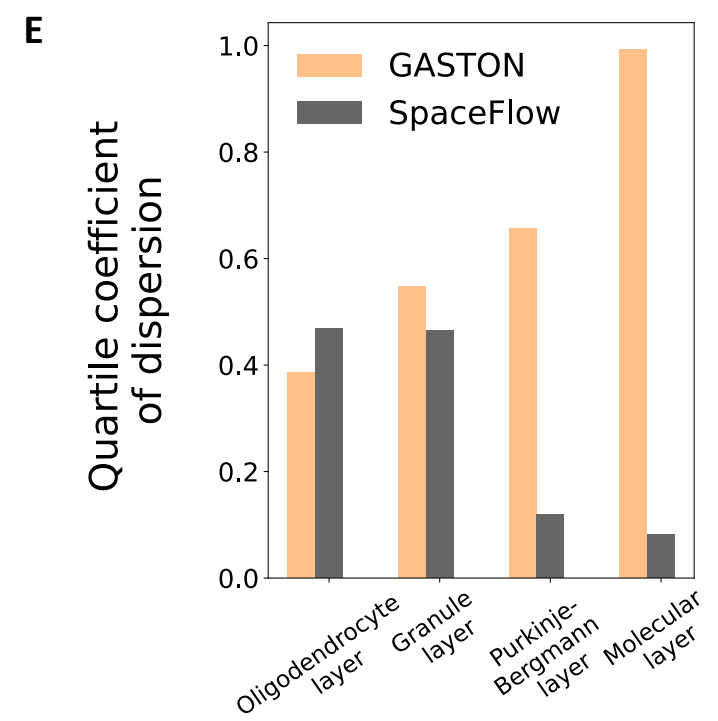 E
GASTON
SpaceFlow
Quartile coefficient
of dispersion
1.0
0.8
0.6
0.4
0.2
0.0
Oligodendrocyte
layer
Granule
layer
Purkinje-
Bergmann
layer
Molecular
layer